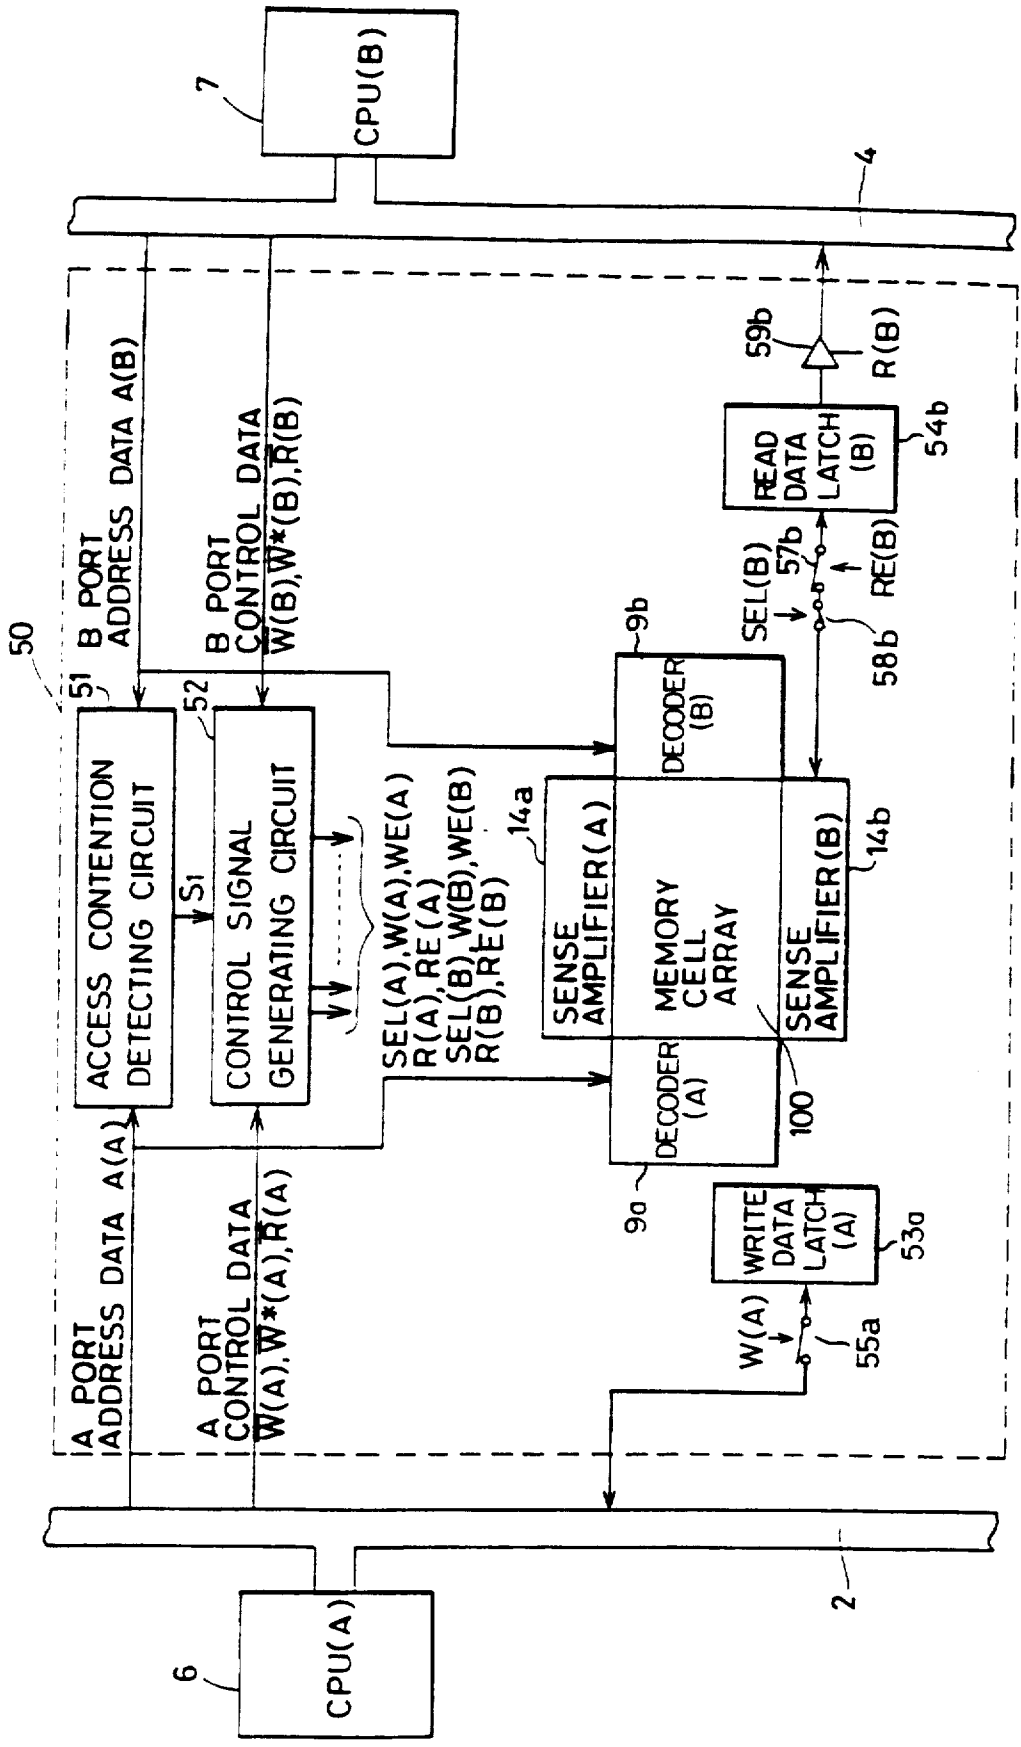 50
A PORT
ADDRESS DATA A(A)
ACCESS CONTENTION
DETECTING CIRCUIT
51
B PORT
ADDRESS DATA A(B)
7
CPU(B)
S1
A PORT
CONTROL DATA
W̅(A),W̅*(A),R̅(A)
CONTROL SIGNAL
GENERATING CIRCUIT
52
B PORT
CONTROL DATA
W̅(B),W̅*(B),R̅(B)
6
CPU(A)
SEL(A),W(A),WE(A)
R(A),RE(A)
SEL(B),W(B),WE(B)
R(B),RE(B)
14a
SENSE
AMPLIFIER(A)
9a
DECODER
(A)
MEMORY
CELL
ARRAY
DECODER
(B)
9b
100
SENSE
AMPLIFIER(B)
14b
W(A)
55a
WRITE
DATA
LATCH
(A)
53a
SEL(B)
57b
58b
RE(B)
READ
DATA
LATCH
(B)
54b
59b
R(B)
2
4